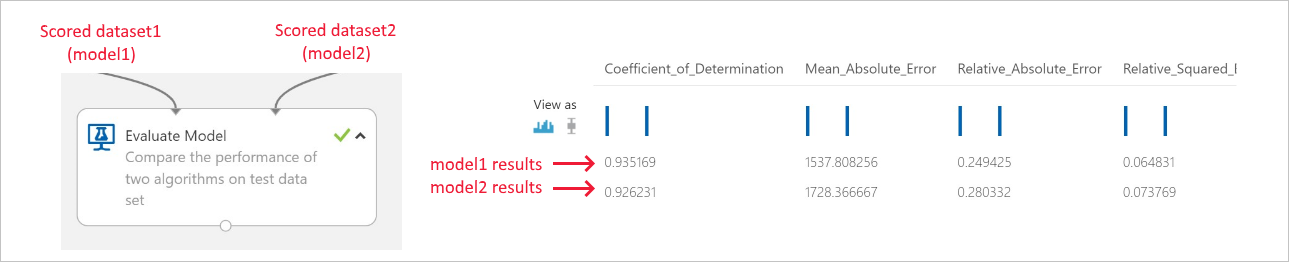 Scored dataset1
(model1)
Scored dataset2
(model2)
Evaluate Model
Compare the performance of
two algorithms on test data
set
Coefficient_of_Determination Mean_Absolute_Error Relative_Absolute_Error Relative_Squared_
View as
model1 results 0.935169 1537.808256 0.249425 0.064831
model2 results 0.926231 1728.366667 0.280332 0.073769